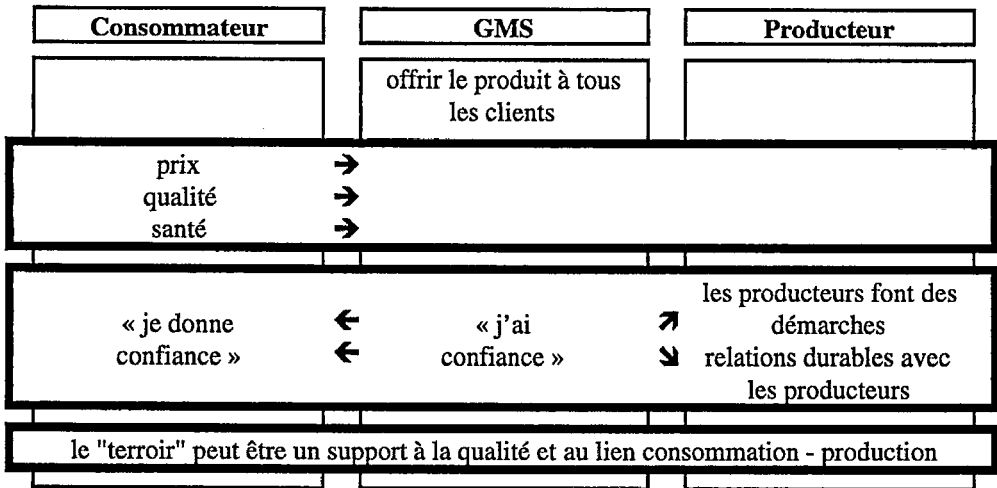 Consommateur
GMS
Producteur
offrir le produit à tous
les clients
prix →
qualité →
santé →
« je donne
confiance »
← « j'ai
← confiance »
↗ les producteurs font des
démarches
↘ relations durables avec
les producteurs
le "terroir" peut être un support à la qualité et au lien consommation - production